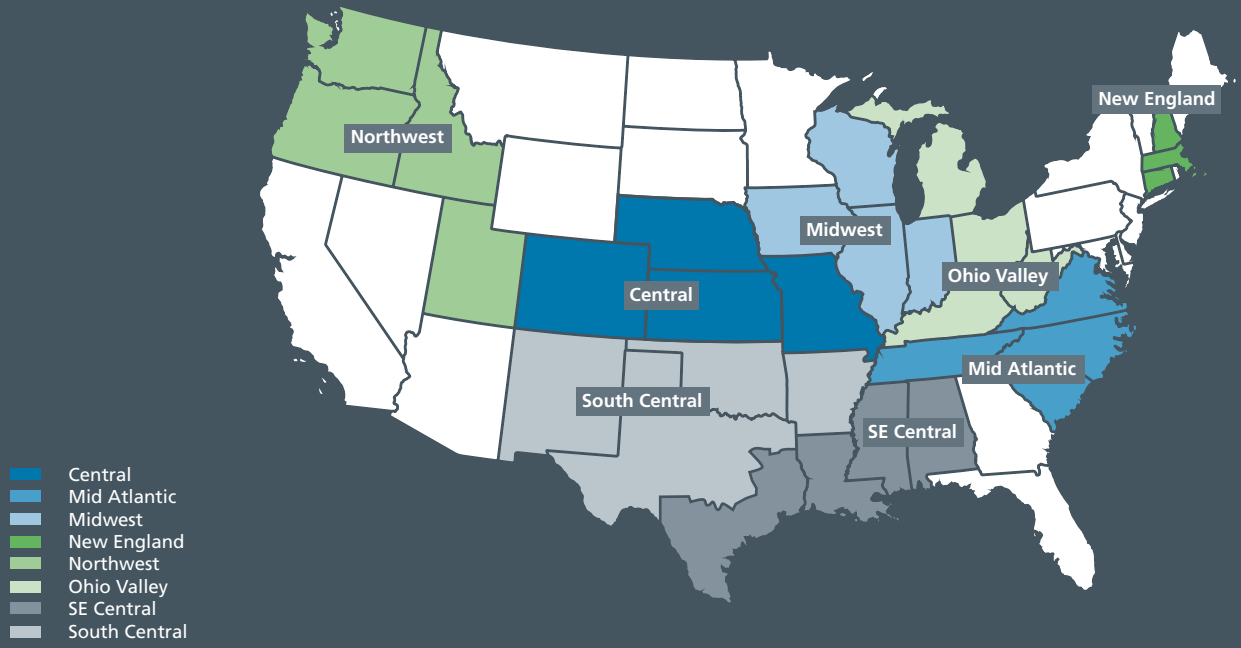 New England
Northwest
Midwest
Ohio Valley
Central
Mid Atlantic
South Central
SE Central
Central
Mid Atlantic
Midwest
New England
Northwest
Ohio Valley
SE Central
South Central